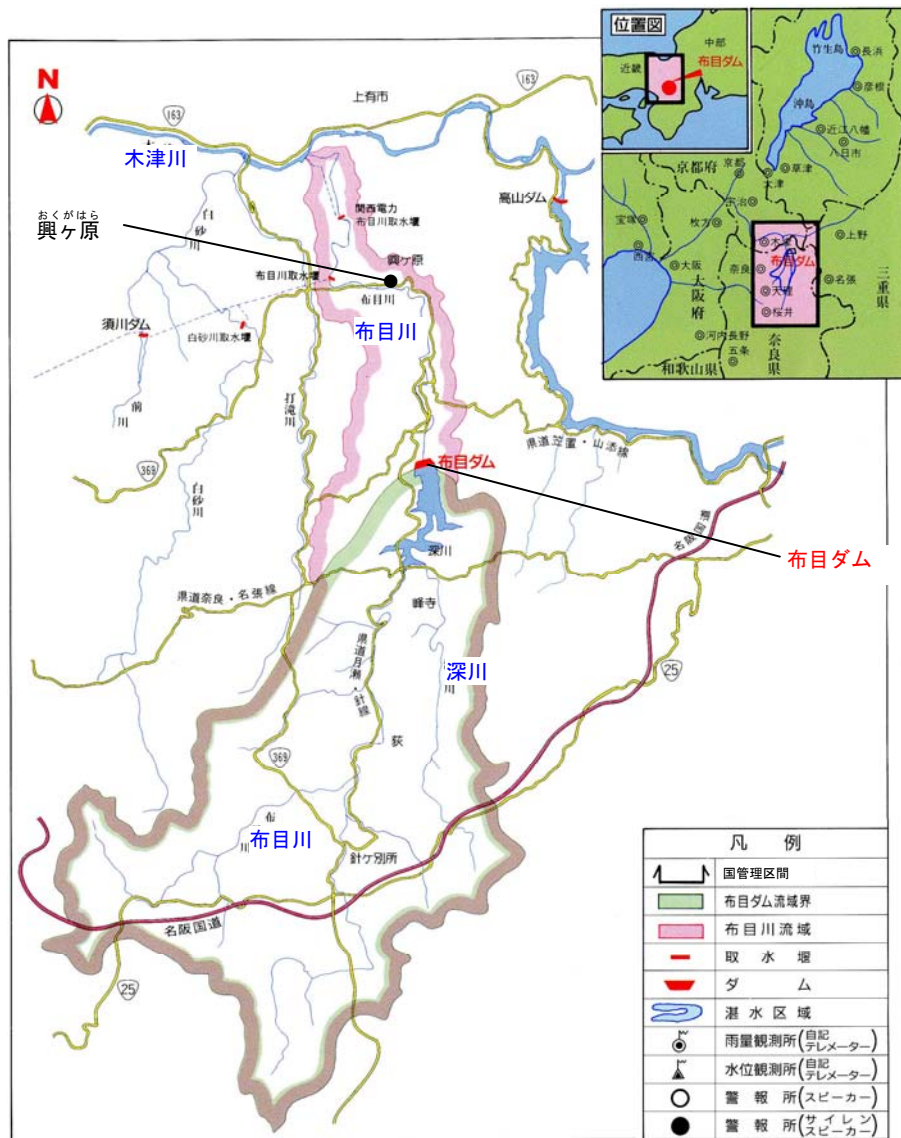 N
163
163
上有市
木津川
白砂川
関西電力
布目川取水堰
高山ダム
おくがはら
興ヶ原
興ケ原
布目川取水堰
布目川
布目川
須川ダム
白砂川取水堰
前川
打滝川
369
白砂川
県道笠置・山添線
布目ダム
名阪国道
深川
布目ダム
県道奈良・名張線
峰寺
県道月瀬・針線
深川
川
25
荻
369
布目川
布
川
針ケ別所
名阪国道
25
位置図
近畿
中部
布目ダム
竹生島
長浜
彦根
沖島
近江八幡
八日市
草津
大津
京都府
京都
宇治
宝塚
枚方
西宮
大阪
大阪府
木津
布目ダム
奈良
天理
桜井
上野
名張
三重県
河内長野
五条
奈良県
和歌山県
凡例
国管理区間
布目ダム流域界
布目川流域
取水堰
ダム
湛水区域
雨量観測所(自記テレメーター)
水位観測所(自記テレメーター)
警報所(スピーカー)
警報所(サイレンスピーカー)